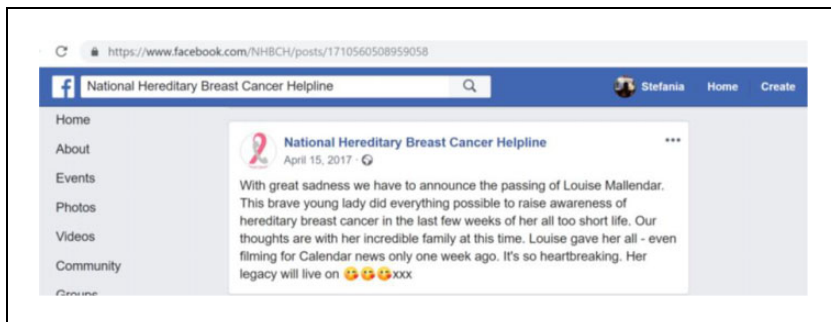 https://www.facebook.com/NHBCH/posts/1710560508959058
National Hereditary Breast Cancer Helpline
Stefania Home Create
Home
About
Events
Photos
Videos
Community
Groups
National Hereditary Breast Cancer Helpline
April 15, 2017
With great sadness we have to announce the passing of Louise Mallendar.
This brave young lady did everything possible to raise awareness of
hereditary breast cancer in the last few weeks of her all too short life. Our
thoughts are with her incredible family at this time. Louise gave her all - even
filming for Calendar news only one week ago. It's so heartbreaking. Her
legacy will live on 😘😘😘xxx